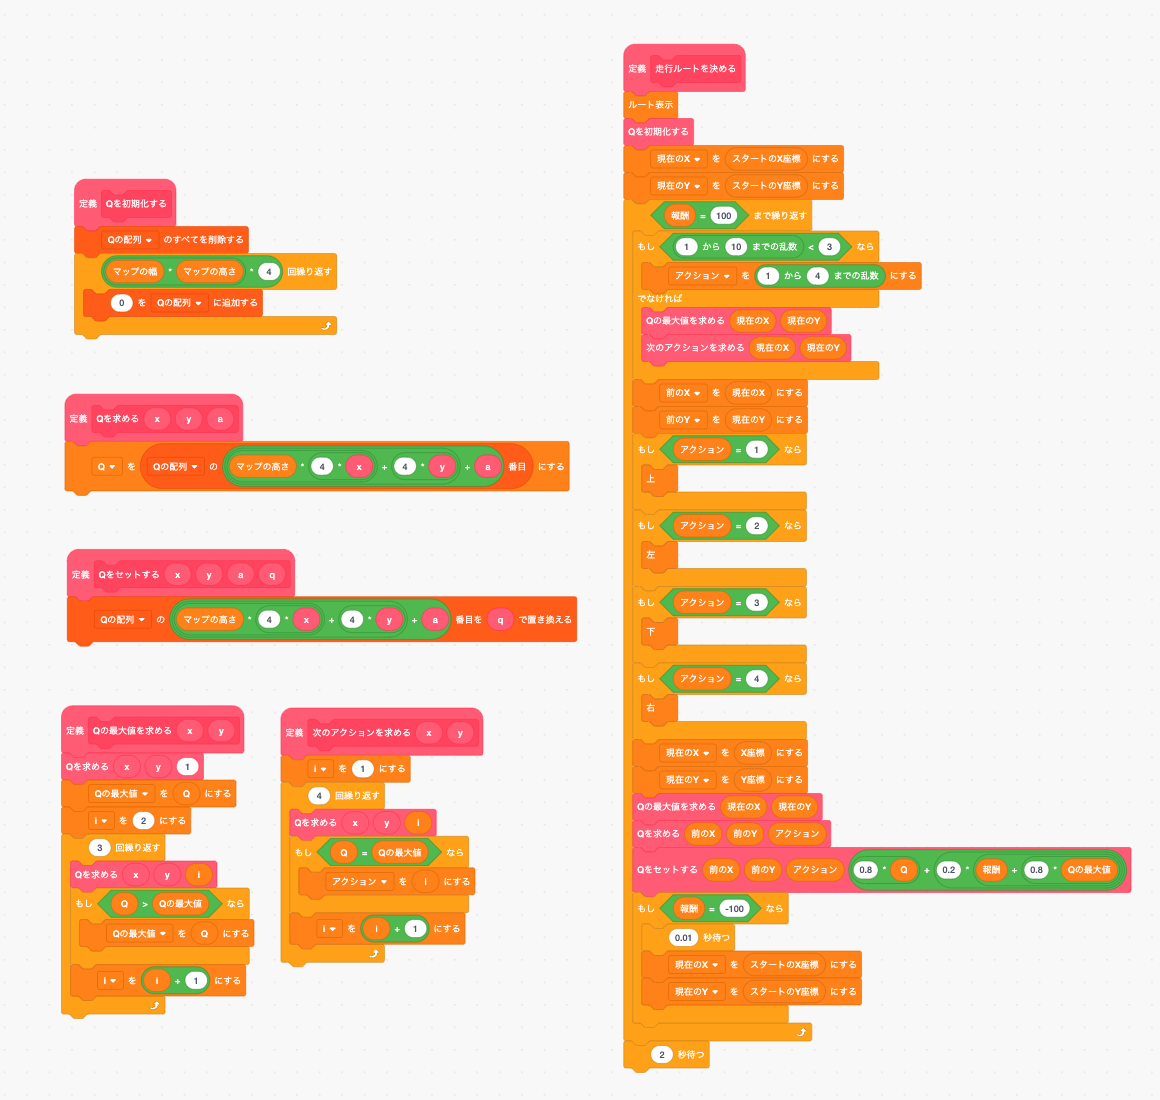 定義 Qを初期化する
Qの配列 のすべてを削除する
マップの幅 * マップの高さ * 4 回繰り返す
0 を Qの配列 に追加する
定義 Qを求める x y a
Q を Qの配列 の マップの高さ * 4 * x + 4 * y + a 番目 にする
定義 Qをセットする x y a q
Qの配列 の マップの高さ * 4 * x + 4 * y + a 番目を q で置き換える
定義 Qの最大値を求める x y
Qを求める x y 1
Qの最大値 を Q にする
i を 2 にする
3 回繰り返す
Qを求める x y i
もし Q > Qの最大値 なら
Qの最大値 を Q にする
i を i + 1 にする
定義 次のアクションを求める x y
i を 1 にする
4 回繰り返す
Qを求める x y i
もし Q = Qの最大値 なら
アクション を i にする
i を i + 1 にする
定義 走行ルートを決める
ルート表示
Qを初期化する
現在のX を スタートのX座標 にする
現在のY を スタートのY座標 にする
報酬 = 100 まで繰り返す
もし 1 から 10 までの乱数 < 3 なら
アクション を 1 から 4 までの乱数 にする
でなければ
Qの最大値を求める 現在のX 現在のY
次のアクションを求める 現在のX 現在のY
前のX を 現在のX にする
前のY を 現在のY にする
もし アクション = 1 なら
上
もし アクション = 2 なら
左
もし アクション = 3 なら
下
もし アクション = 4 なら
右
現在のX を X座標 にする
現在のY を Y座標 にする
Qの最大値を求める 現在のX 現在のY
Qを求める 前のX 前のY アクション
Qをセットする 前のX 前のY アクション 0.8 * Q + 0.2 * 報酬 + 0.8 * Qの最大値
もし 報酬 = -100 なら
0.01 秒待つ
現在のX を スタートのX座標 にする
現在のY を スタートのY座標 にする
2 秒待つ